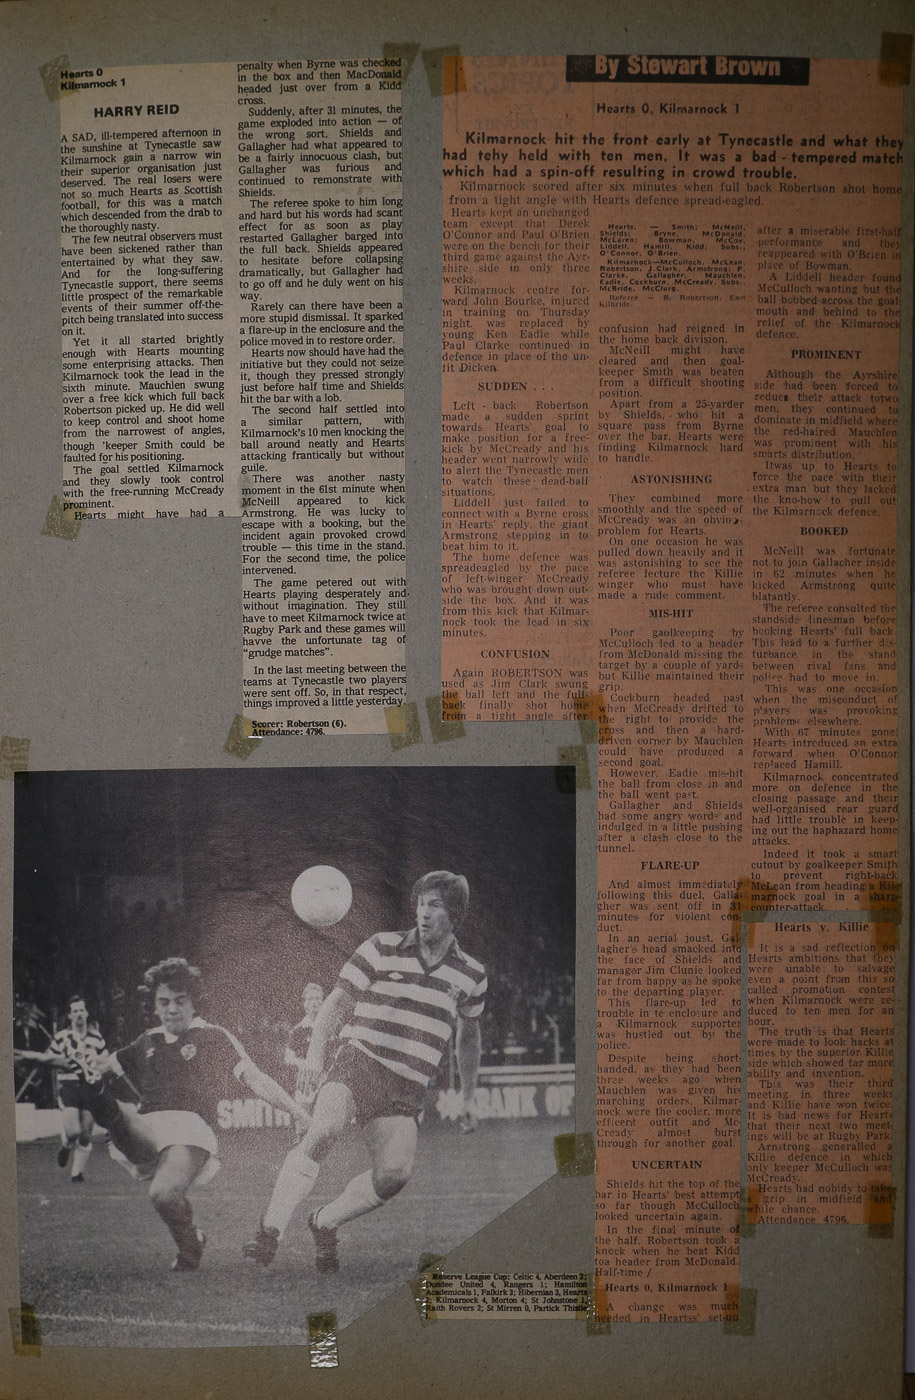 Hearts 0
Kilmarnock 1
HARRY REID
A SAD, ill-tempered afternoon in
the sunshine at Tynecastle saw
Kilmarnock gain a narrow win
their superior organisation just
deserved. The real losers were
not so much Hearts as Scottish
football, for this was a match
which descended from the drab to
the thoroughly nasty.
The few neutral observers must
have been sickened rather than
entertained by what they saw.
And for the long-suffering
Tynecastle support, there seems
little prospect of the remarkable
events of their summer off-the-
pitch being translated into success
on it.
Yet it all started brightly
enough with Hearts mounting
some enterprising attacks. Then
Kilmarnock took the lead in the
sixth minute. Mauchlen swung
over a free kick which full back
Robertson picked up. He did well
to keep control and shoot home
from the narrowest of angles,
though 'keeper Smith could be
faulted for his positioning.
The goal settled Kilmarnock
and they slowly took control
with the free-running McCready
prominent.
Hearts might have had a
penalty when Byrne was checked
in the box and then MacDonald
headed just over from a Kidd
cross.
Suddenly, after 31 minutes, the
game exploded into action — of
the wrong sort. Shields and
Gallagher had what appeared to
be a fairly innocuous clash, but
Gallagher was furious and
continued to remonstrate with
Shields.
The referee spoke to him long
and hard but his words had scant
effect for as soon as play
restarted Gallagher barged into
the full back. Shields appeared
to hesitate before collapsing
dramatically, but Gallagher had
to go off and he duly went on his
way.
Rarely can there have been a
more stupid dismissal. It sparked
a flare-up in the enclosure and the
police moved in to restore order.
Hearts now should have had the
initiative but they could not seize
it, though they pressed strongly
just before half time and Shields
hit the bar with a lob.
The second half settled into
a similar pattern, with
Kilmarnock's 10 men knocking the
ball around neatly and Hearts
attacking frantically but without
guile.
There was another nasty
moment in the 61st minute when
McNeill appeared to kick
Armstrong. He was lucky to
escape with a booking, but the
incident again provoked crowd
trouble — this time in the stand.
For the second time, the police
intervened.
The game petered out with
Hearts playing desperately and
without imagination. They still
have to meet Kilmarnock twice at
Rugby Park and these games will
havve the unfortunate tag of
"grudge matches".
In the last meeting between the
teams at Tynecastle two players
were sent off. So, in that respect,
things improved a little yesterday.
Scorer: Robertson (6).
Attendance: 4796.
By Stewart Brown
Hearts 0, Kilmarnock 1
Kilmarnock hit the front early at Tynecastle and what they
had tehy held with ten men. It was a bad - tempered match
which had a spin-off resulting in crowd trouble.
Kilmarnock scored after six minutes when full back Robertson shot home
from a tight angle with Hearts defence spread-eagled.
Hearts kept an unchanged
team except that Derek
O'Connor and Paul O'Brien
were on the bench for their
third game against the Ayr-
shire side in only three
weeks.
Kilmarnock centre for-
ward John Bourke, injured
in training on Thursday
night, was replaced by
young Ken Eadie while
Paul Clarke continued in
defence in place of the un-
fit Dicken.
SUDDEN . . .
Left - back Robertson
made a sudden sprint
towards Hearts' goal to
make position for a free-
kick by McCready and his
header went narrowly wide
to alert the Tynecastle men
to watch these dead-ball
situations.
Liddell just failed to
connect with a Byrne cross
in Hearts' reply, the giant
Armstrong stepping in to
beat him to it.
The home defence was
spreadeagled by the pace
of left-winger McCready
who was brought down out-
side the box. And it was
from this kick that Kilmar-
nock took the lead in six
minutes.
CONFUSION
Again ROBERTSON was
used as Jim Clark swung
the ball left and the full-
back finally shot home
from a tight angle after
Hearts. — Smith; McNeill,
Shields; Byrne, McDonald,
McLaren; Bowman, McCoy,
Liddell, Hamill, Kidd. Subs.,
O'Connor, O'Brien.
Kilmarnock—McCulloch, McLean,
Robertson, J. Clark, Armstrong; P.
Clarke, Gallagher, Mauchlen,
Eadie, Cockburn, McCready. Subs.,
McBride, McClurg.
Referee — B. Robertson, East
Kilbride.
confusion had reigned in
the home back division.
McNeill might have
cleared and then goal-
keeper Smith was beaten
from a difficult shooting
position.
Apart from a 25-yarder
by Shields, who hit a
square pass from Byrne
over the bar, Hearts were
finding Kilmarnock hard
to handle.
ASTONISHING
They combined more
smoothly and the speed of
McCready was an obvious
problem for Hearts.
On one occasion he was
pulled down heavily and it
was astonishing to see the
referee lecture the Killie
winger who must have
made a rude comment.
MIS-HIT
Poor gaolkeeping by
McCulloch led to a header
from McDonald missing the
target by a couple of yards
but Kilmarnock maintained their
grip.
Cockburn headed past
when McCready drifted to
the right to provide the
cross and then a hard-
driven corner by Mauchlen
could have produced a
second goal.
However, Eadie mis-hit
the ball from close in and
the ball went past.
Gallagher and Shields
had some angry words and
indulged in a little pushing
after a clash close to the
tunnel.
FLARE-UP
And almost immediately
following this duel, Galla-
gher was sent off in 31
minutes for violent con-
duct.
In an aerial joust, Gal-
lagher's head smacked into
the face of Shields and
manager Jim Clunie looked
far from happy as he spoke
to the departing player.
This flare-up led to
trouble in te enclosure and
a Kilmarnock supporter
was hustled out by the
police.
Despite being short-
handed, as they had been
three weeks ago when
Mauchlen was given his
marching orders, Kilmar-
nock were the cooler, more
efficent outfit and Mc-
Cready almost burst
through for another goal.
UNCERTAIN
Shields hit the top of the
bar in Hearts' best attempt
so far though McCulloch
looked uncertain again.
In the final minute of
the half, Robertson took a
knock when he beat Kidd
toa header from McDonald.
Half-time /
Hearts 0, Kilmarnock 1
A change was much
needed in Hearts' set-up
after a miserable first-half
performance and they
reappeared with O'Brien in
place of Bowman.
A Liddell header found
McCulloch wanting but the
ball bobbed across the goal-
mouth and behind to the
relief of the Kilmarnock
defence.
PROMINENT
Although the Ayrshire
side had been forced to
reduce their attack totwo
men, they continued to
dominate in midfield where
the red-haired Mauchlen
was prominent with his
smarts distribution.
Itwas up to Hearts to
force the pace with their
extra man but they lacked
the kno-how to pull out
the Kilmarnock defence.
BOOKED
McNeill was fortunate
not to join Gallacher inside
in 62 minutes when he
kicked Armstrong quite
blatantly.
The referee consulted the
standside linesman before
booking Hearts' full back.
This lead to a further dis-
turbance in the stand
between rival fans and
police had to move in.
This was one occasion
when the misconduct of
players was provoking
problems elsewhere.
With 67 minutes gone,
Hearts introduced an extra
forward when O'Connor
replaced Hamill.
Kilmarnock concentrated
more on defence in the
closing passage and their
well-organised rear guard
had little trouble in keep-
ing out the haphazard home
attacks.
Indeed it took a smart
cutout by goalkeeper Smith
to prevent right-back
McLean from heading a Kil-
marnock goal in a sharp
counter-attack.
Hearts v. Killie
It is a sad reflection on
Hearts ambitions that they
were unable to salvage
even a point from this so
called promotion contest
when Kilmarnock were re-
duced to ten men for an
hour.
The truth is that Hearts
were made to look hacks at
times by the superior Killie
side which showed far more
ability and invention.
This was their third
meeting in three weeks
and Killie have won twice.
It is bad news for Hearts
that their next two meet-
ings will be at Rugby Park.
Arnstrong generalled a
Killie defence in which
only keeper McCulloch was
McCready.
Hearts had nobidy to take
a grip in midfield and
while chance.
Attendance 4796.
BANK OF
Reserve League Cup: Celtic 4, Aberdeen 2;
Dundee United 4, Rangers 1; Hamilton
Academicals 1, Falkirk 3; Hibernian 3, Hearts
Kilmarnock 4, Morton 4; St Johnstone 1,
Raith Rovers 2; St Mirren 0, Partick Thistle